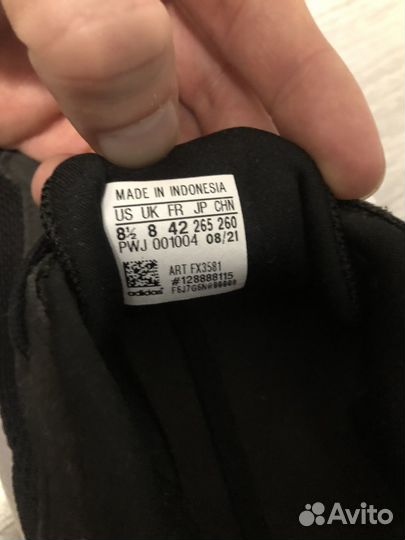 MADE IN INDONESIA
US UK FR JP CHN
8½ 8 42 265 260
PWJ 001004 08/21
ART FX3581
#128888115
adidas
Avito